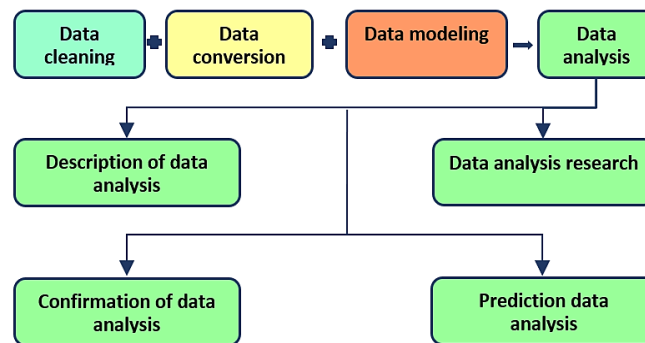 Data
cleaning
Data
conversion
Data modeling
Data
analysis
Description of data
analysis
Data analysis research
Confirmation of data
analysis
Prediction data
analysis